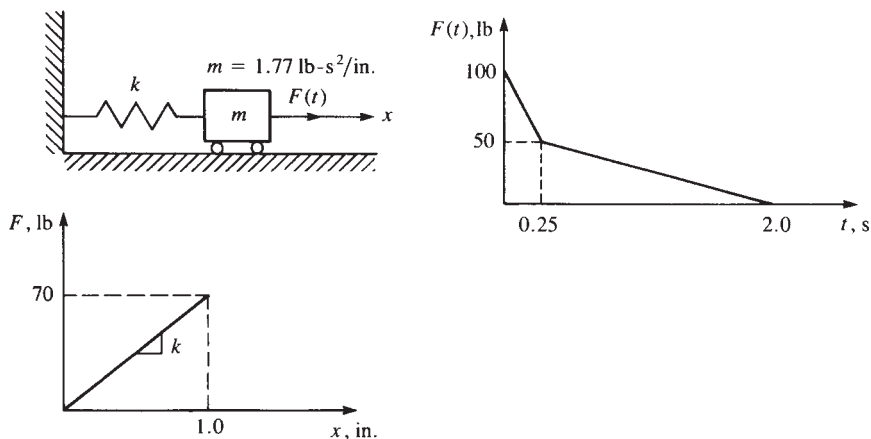 m = 1.77 lb-s²/in.
k
F(t)
m
x
F(t), lb
100
50
0.25
2.0
t, s
F, lb
70
k
1.0
x, in.